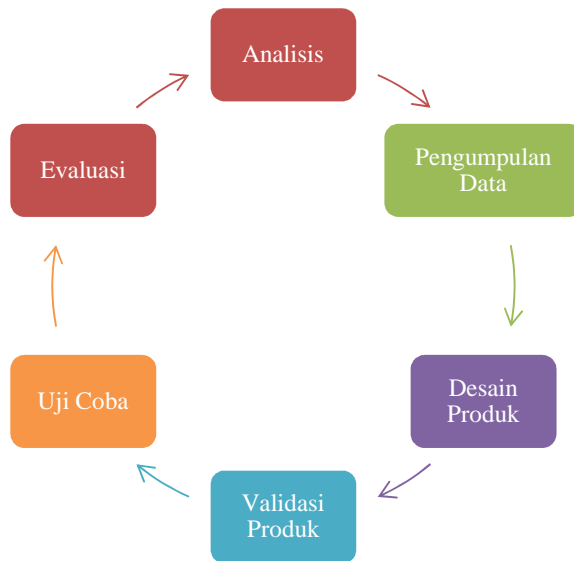 Analisis
Pengumpulan
Data
Desain
Produk
Validasi
Produk
Uji Coba
Evaluasi